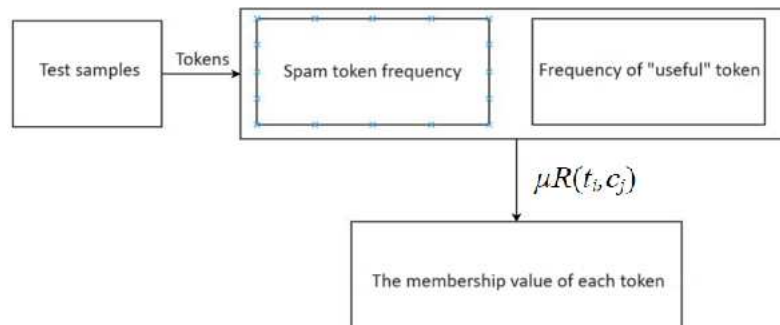 Test samples
Tokens
Spam token frequency
Frequency of "useful" token
μR(tᵢ,cⱼ)
The membership value of each token